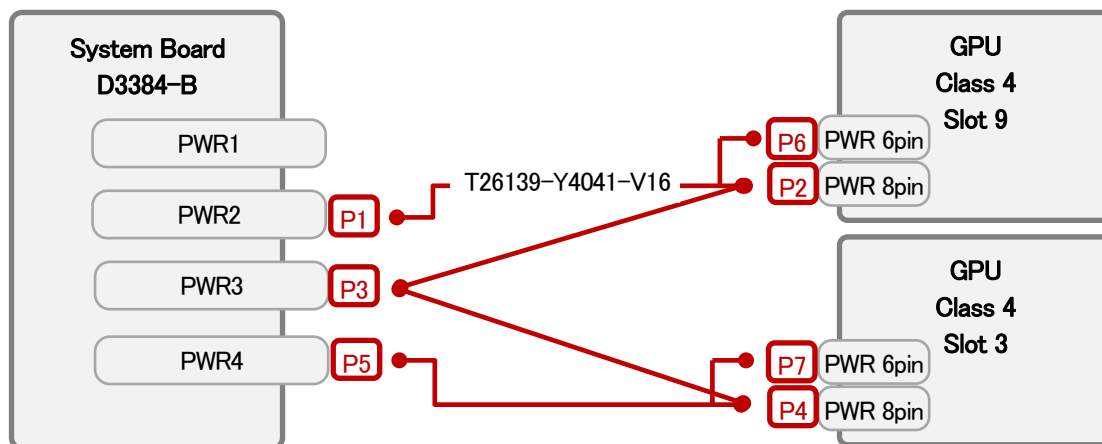 System Board
D3384-B
PWR1
PWR2
P1
PWR3
P3
PWR4
P5
T26139-Y4041-V16
GPU
Class 4
Slot 9
P6
PWR 6pin
P2
PWR 8pin
GPU
Class 4
Slot 3
P7
PWR 6pin
P4
PWR 8pin